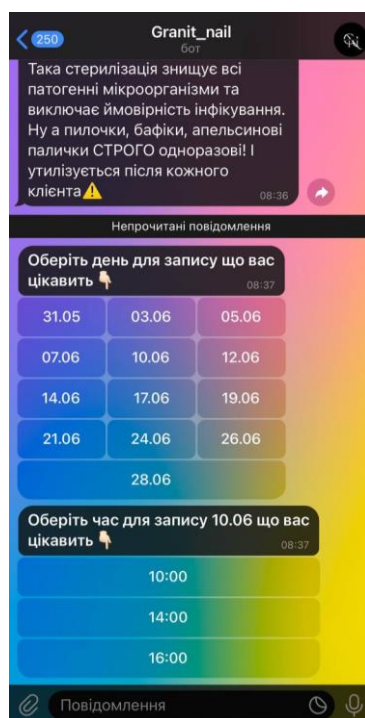 250
Granit_nail
бот
Така стерилізація знищує всі
патогенні мікроорганізми та
виключає ймовірність інфікування.
Ну а пилочки, бафіки, апельсинові
палички СТРОГО одноразові! І
утилізується після кожного
клієнта⚠️
08:36
Непрочитані повідомлення
Оберіть день для запису що вас
цікавить 👇🏻
08:37
31.05 03.06 05.06
07.06 10.06 12.06
14.06 17.06 19.06
21.06 24.06 26.06
28.06
Оберіть час для запису 10.06 що вас
цікавить 👇🏻
08:37
10:00
14:00
16:00
Повідомлення